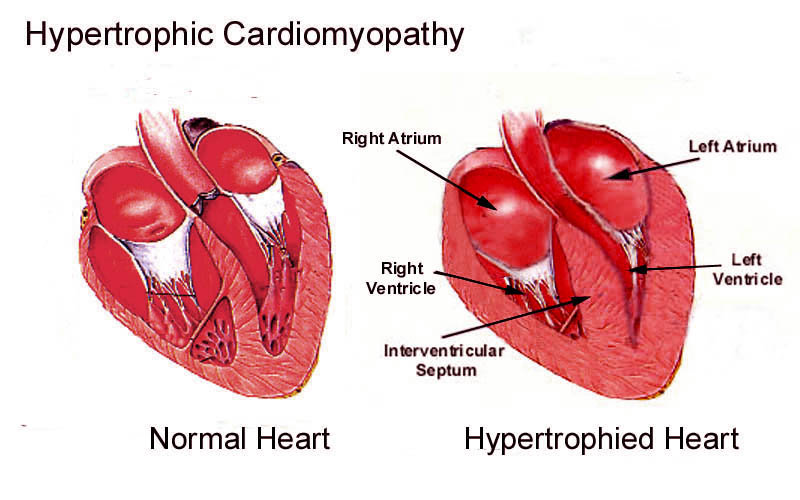 Hypertrophic Cardiomyopathy
Right Atrium
Left Atrium
Right
Ventricle
Left
Ventricle
Interventricular
Septum
Normal Heart
Hypertrophied Heart